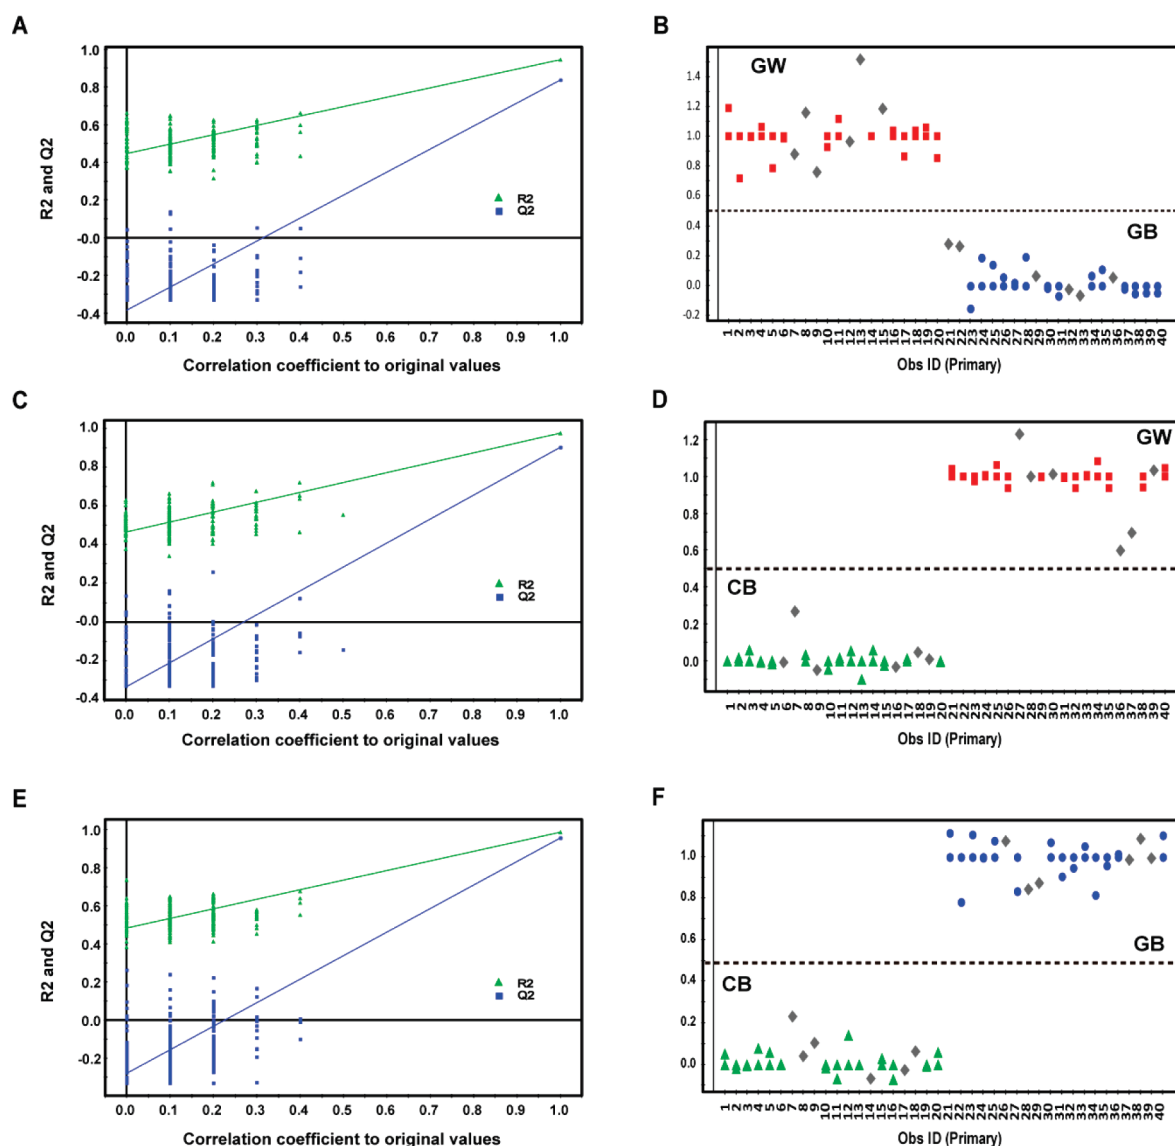 A
1.0
0.8
0.6
0.4
0.2
-0.0
-0.2
-0.4
R2 and Q2
R2
Q2
0.0 0.1 0.2 0.3 0.4 0.5 0.6 0.7 0.8 0.9 1.0
Correlation coefficient to original values
B
GW
GB
1.4
1.2
1.0
0.8
0.6
0.4
0.2
0.0
-0.2
1 2 3 4 5 6 7 8 9 10 11 12 13 14 15 16 17 18 19 20 21 22 23 24 25 26 27 28 29 30 31 32 33 34 35 36 37 38 39 40
Obs ID (Primary)
C
1.0
0.8
0.6
0.4
0.2
-0.0
-0.2
-0.4
R2 and Q2
R2
Q2
0.0 0.1 0.2 0.3 0.4 0.5 0.6 0.7 0.8 0.9 1.0
Correlation coefficient to original values
D
GW
CB
1.2
1.0
0.8
0.6
0.4
0.2
0.0
1 2 3 4 5 6 7 8 9 10 11 12 13 14 15 16 17 18 19 20 21 22 23 24 25 26 27 28 29 30 31 32 33 34 35 36 37 38 39 40
Obs ID (Primary)
E
1.0
0.8
0.6
0.4
0.2
0.0
-0.2
R2 and Q2
R2
Q2
0.0 0.1 0.2 0.3 0.4 0.5 0.6 0.7 0.8 0.9 1.0
Correlation coefficient to original values
F
GB
CB
1.0
0.8
0.6
0.4
0.2
0.0
1 2 3 4 5 6 7 8 9 10 11 12 13 14 15 16 17 18 19 20 21 22 23 24 25 26 27 28 29 30 31 32 33 34 35 36 37 38 39 40
Obs ID (Primary)